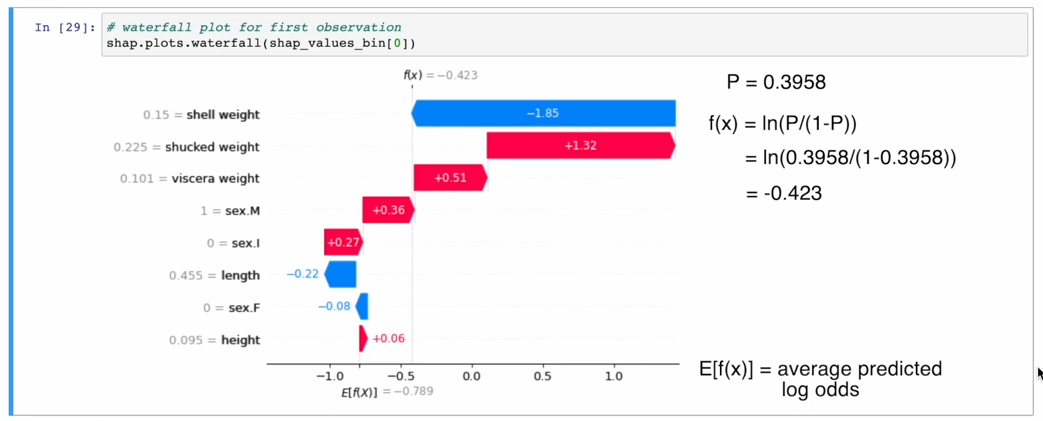 In [29]: # waterfall plot for first observation
shap.plots.waterfall(shap_values_bin[0])
f(x) = −0.423
0.15 = shell weight −1.85
0.225 = shucked weight +1.32
0.101 = viscera weight +0.51
1 = sex.M +0.36
0 = sex.I +0.27
0.455 = length −0.22
0 = sex.F −0.08
0.095 = height +0.06
−1.0 −0.5 0.0 0.5 1.0
E[f(X)] = −0.789
P = 0.3958
f(x) = ln(P/(1-P))
= ln(0.3958/(1-0.3958))
= -0.423
E[f(x)] = average predicted
log odds